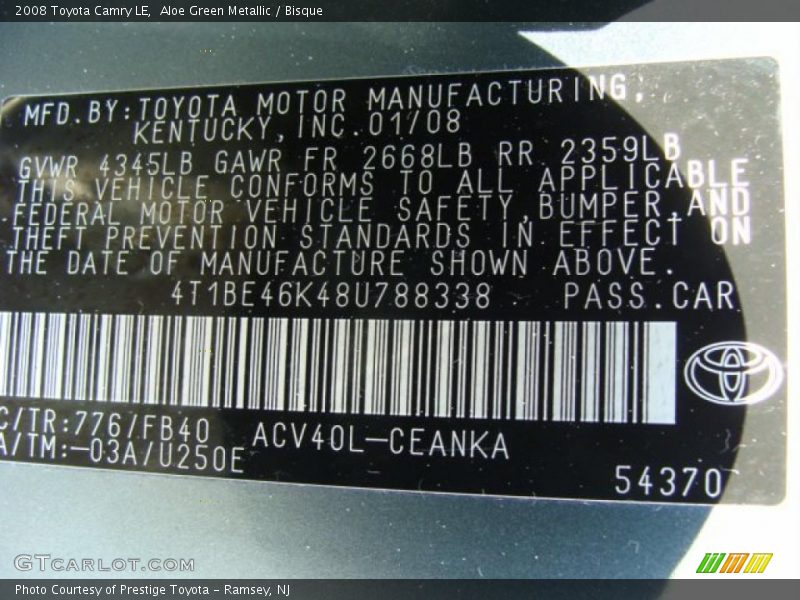 2008 Toyota Camry LE,  Aloe Green Metallic / Bisque
MFD. BY: TOYOTA MOTOR MANUFACTURING,
KENTUCKY, INC. 01/08
GVWR 4345LB GAWR FR 2668LB RR 2359LB
THIS VEHICLE CONFORMS TO ALL APPLICABLE
FEDERAL MOTOR VEHICLE SAFETY, BUMPER, AND
THEFT PREVENTION STANDARDS IN EFFECT ON
THE DATE OF MANUFACTURE SHOWN ABOVE.
4T1BE46K48U788338 PASS. CAR
C/TR:776/FB40 ACV40L-CEANKA
A/TM:-03A/U250E
54370
GTCARLOT.COM
Photo Courtesy of Prestige Toyota - Ramsey, NJ